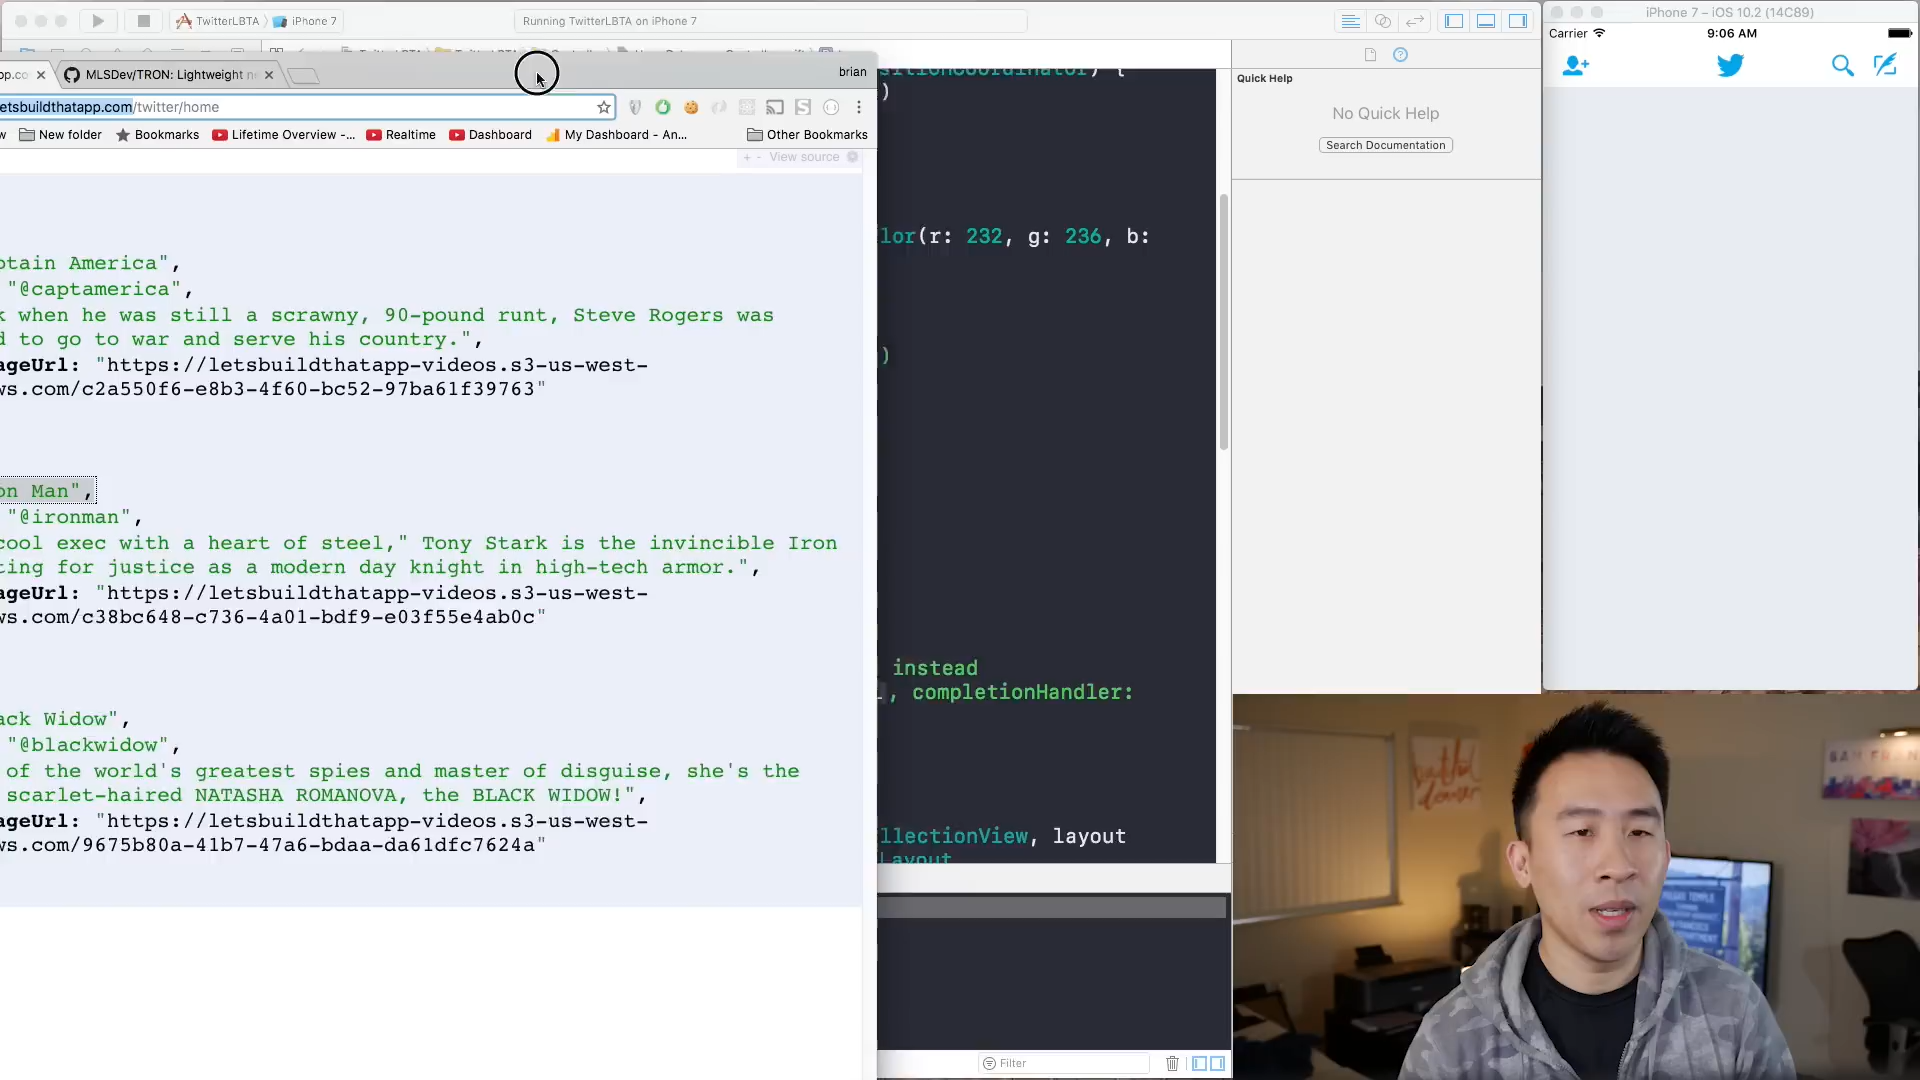 TwitterLBTA
iPhone 7
Running TwitterLBTA on iPhone 7
iPhone 7 – iOS 10.2 (14C89)
Carrier
9:06 AM
MLSDev/TRON: Lightweight
brian
letsbuildthatapp.com/twitter/home
New folder
Bookmarks
Lifetime Overview -...
Realtime
Dashboard
My Dashboard - An...
Other Bookmarks
+ - View source
ptain America",
"@captamerica",
k when he was still a scrawny, 90-pound runt, Steve Rogers was
d to go to war and serve his country.",
ageUrl: "https://letsbuildthatapp-videos.s3-us-west-
ws.com/c2a550f6-e8b3-4f60-bc52-97ba61f39763"
on Man",
"@ironman",
cool exec with a heart of steel," Tony Stark is the invincible Iron
ting for justice as a modern day knight in high-tech armor.",
ageUrl: "https://letsbuildthatapp-videos.s3-us-west-
ws.com/c38bc648-c736-4a01-bdf9-e03f55e4ab0c"
ack Widow",
"@blackwidow",
of the world's greatest spies and master of disguise, she's the
scarlet-haired NATASHA ROMANOVA, the BLACK WIDOW!",
ageUrl: "https://letsbuildthatapp-videos.s3-us-west-
ws.com/9675b80a-41b7-47a6-bdaa-da61dfc7624a"
)
lor(r: 232, g: 236, b:
)
instead
, completionHandler:
llectionView, layout
Layout
Filter
Quick Help
No Quick Help
Search Documentation